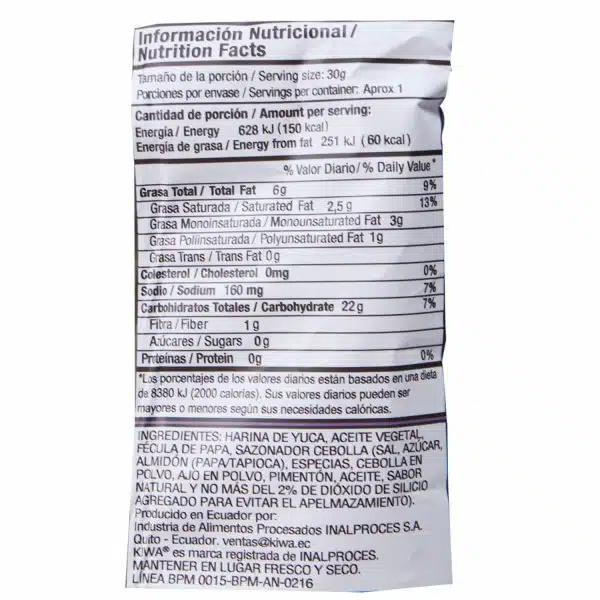 Información Nutricional /
Nutrition Facts
Tamaño de la porción / Serving size: 30g
Porciones por envase / Servings per container: Aprox 1
Cantidad de porción / Amount per serving:
Energía / Energy 628 kJ (150 kcal)
Energía de grasa / Energy from fat 251 kJ (60 kcal)
% Valor Diario / % Daily Value*
Grasa Total / Total Fat 6g 9%
Grasa Saturada / Saturated Fat 2,5 g 13%
Grasa Monoinsaturada / Monounsaturated Fat 3g
Grasa Poliinsaturada / Polyunsaturated Fat 1g
Grasa Trans / Trans Fat 0g
Colesterol / Cholesterol 0mg 0%
Sodio / Sodium 160 mg 7%
Carbohidratos Totales / Carbohydrate 22g 7%
Fibra / Fiber 1g
Azúcares / Sugars 0g
Proteínas / Protein 0g 0%
*Los porcentajes de los valores diarios están basados en una dieta
de 8380 kJ (2000 calorías). Sus valores diarios pueden ser
mayores o menores según sus necesidades calóricas.
INGREDIENTES: HARINA DE YUCA, ACEITE VEGETAL,
FÉCULA DE PAPA, SAZONADOR CEBOLLA (SAL, AZÚCAR,
ALMIDÓN (PAPA/TAPIOCA), ESPECIAS, CEBOLLA EN
POLVO, AJO EN POLVO, PIMENTÓN, ACEITE, SABOR
NATURAL Y NO MÁS DEL 2% DE DIÓXIDO DE SILICIO
AGREGADO PARA EVITAR EL APELMAZAMIENTO).
Producido en Ecuador por:
Industria de Alimentos Procesados INALPROCES S.A.
Quito - Ecuador. ventas@kiwa.ec
KIWA® es marca registrada de INALPROCES.
MANTENER EN LUGAR FRESCO Y SECO.
LÍNEA BPM 0015-BPM-AN-0216